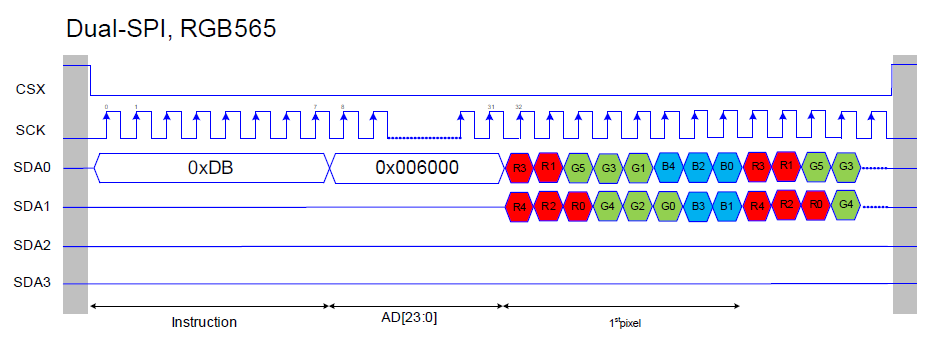 Dual-SPI, RGB565
CSX
0 1 7 8 31 32
SCK
SDA0 0xDB 0x006000 R3 R1 G5 G3 G1 B4 B2 B0 R3 R1 G5 G3
SDA1 R4 R2 R0 G4 G2 G0 B3 B1 R4 R2 R0 G4
SDA2
SDA3
Instruction AD[23:0] 1st pixel